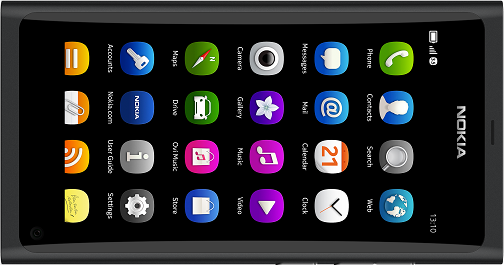 NOKIA
13:10
Phone Contacts Search Web
21
Messages Mail Calendar Clock
Camera Gallery Music Video
Maps Drive Ovi Music Store
NOKIA
Accounts Nokia.com User Guide Settings